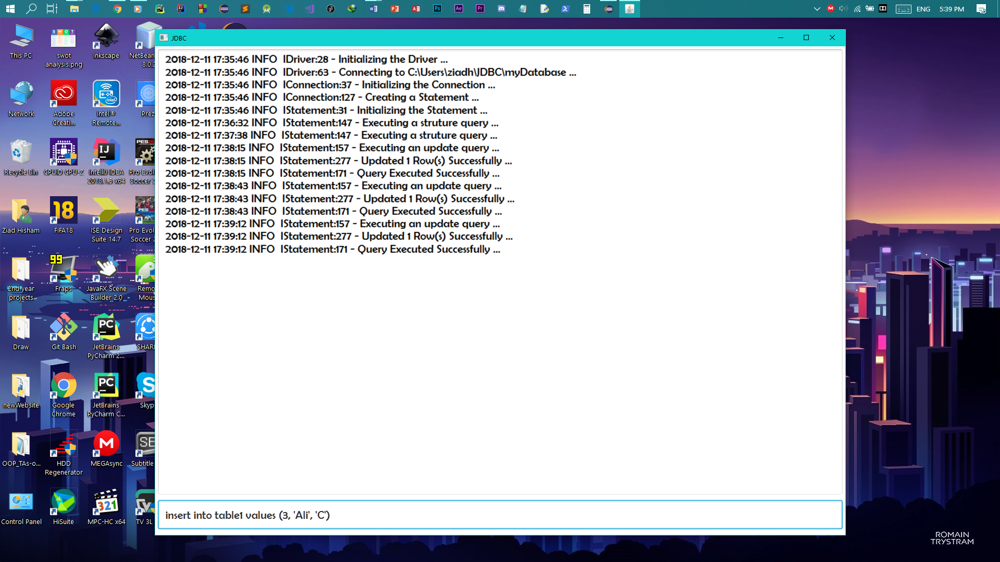 ENG
5:39 PM
This PC
SWOT
swot
analysis.png
Inkscape
NetBean
8.0.2
Network
Adobe
Creati...
Intel®
Remote...
Prez
Recycle Bin
CPUID CPU-Z
IntelliJ IDEA
2018.1.5 x64
Pro Evol
Soccer 2
Ziad Hisham
FIFA18
ISE Design
Suite 14.7
Pro Evol
Soccer 2
2nd year
projects
Fraps
JavaFX Scene
Builder 2.0
Remo
Mous
Draw
Git Bash
JetBrains
PyCharm 2...
SHAR
newWebsite
Google
Chrome
JetBrains
PyCharm C...
Skyp
OOP_TAs-o...
HDD
Regenerator
MEGAsync
Subtitle
Control Panel
HiSuite
MPC-HC x64
TV 3L
JDBC
2018-12-11 17:35:46 INFO IDriver:28 - Initializing the Driver ...
2018-12-11 17:35:46 INFO IDriver:63 - Connecting to C:\Users\ziadh\JDBC\myDatabase ...
2018-12-11 17:35:46 INFO IConnection:37 - Initializing the Connection ...
2018-12-11 17:35:46 INFO IConnection:127 - Creating a Statement ...
2018-12-11 17:35:46 INFO IStatement:31 - Initializing the Statement ...
2018-12-11 17:36:32 INFO IStatement:147 - Executing a struture query ...
2018-12-11 17:37:38 INFO IStatement:147 - Executing a struture query ...
2018-12-11 17:38:15 INFO IStatement:157 - Executing an update query ...
2018-12-11 17:38:15 INFO IStatement:277 - Updated 1 Row(s) Successfully ...
2018-12-11 17:38:15 INFO IStatement:171 - Query Executed Successfully ...
2018-12-11 17:38:43 INFO IStatement:157 - Executing an update query ...
2018-12-11 17:38:43 INFO IStatement:277 - Updated 1 Row(s) Successfully ...
2018-12-11 17:38:43 INFO IStatement:171 - Query Executed Successfully ...
2018-12-11 17:39:12 INFO IStatement:157 - Executing an update query ...
2018-12-11 17:39:12 INFO IStatement:277 - Updated 1 Row(s) Successfully ...
2018-12-11 17:39:12 INFO IStatement:171 - Query Executed Successfully ...
insert into table1 values (3, 'Ali', 'C')
ROMAIN
TRYSTRAM